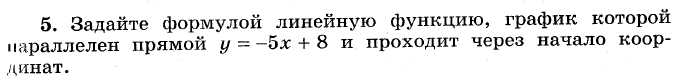 5. Задайте формулой линейную функцию, график которой
параллелен прямой y = –5x + 8 и проходит через начало коор-
динат.